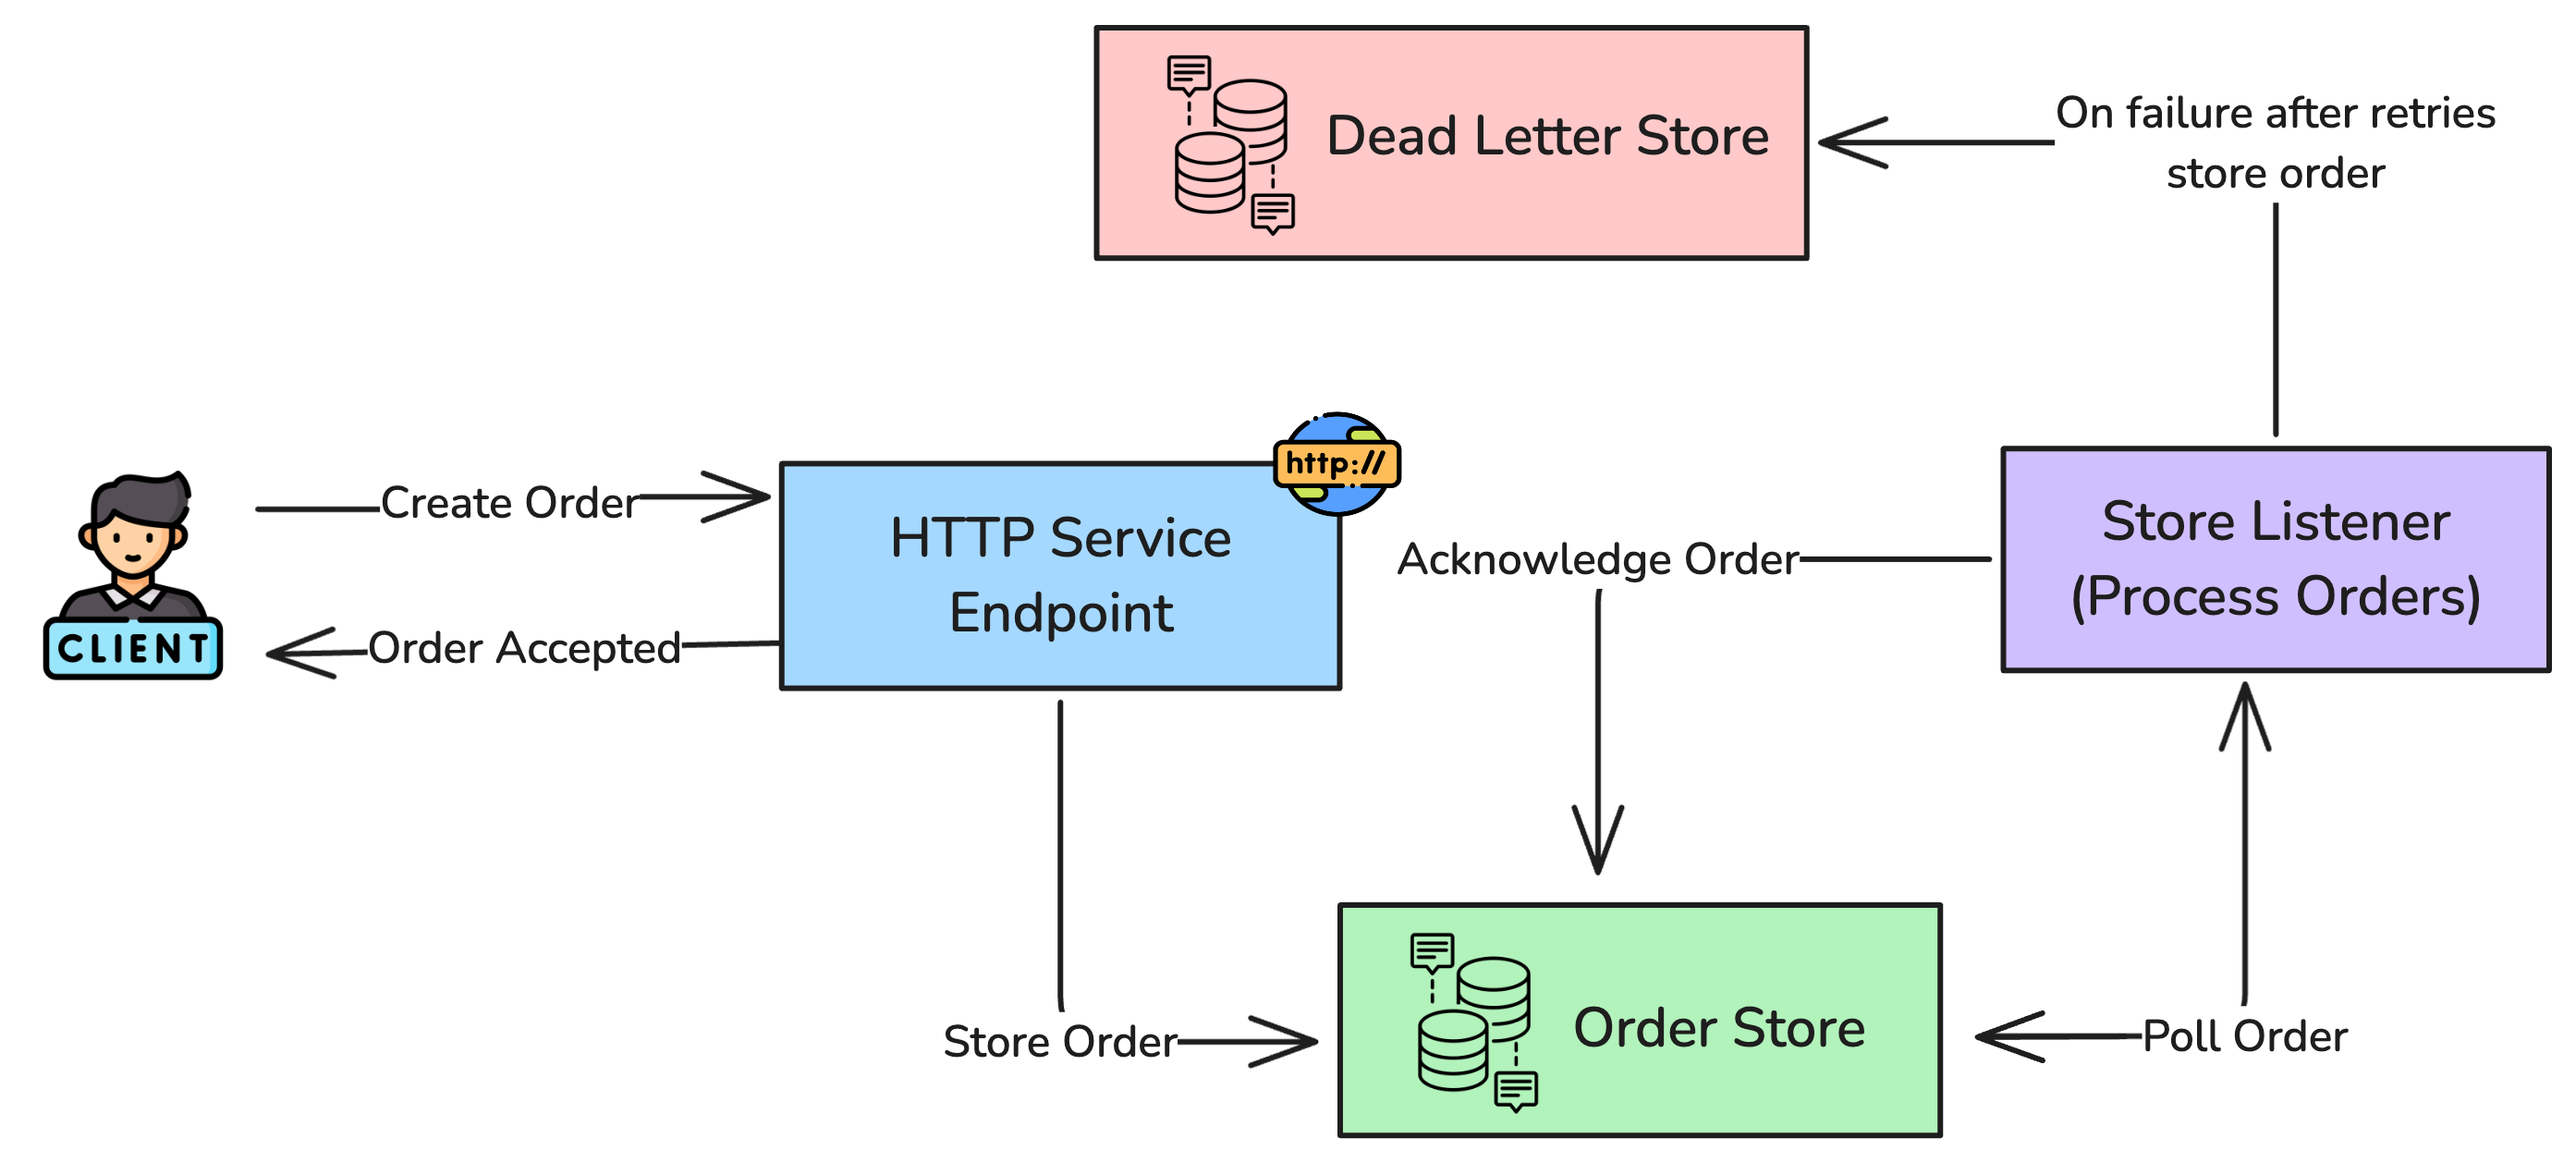 Dead Letter Store
On failure after retries
store order
http://
Create Order
HTTP Service
Endpoint
Store Listener
(Process Orders)
Acknowledge Order
CLIENT
Order Accepted
Order Store
Store Order
Poll Order